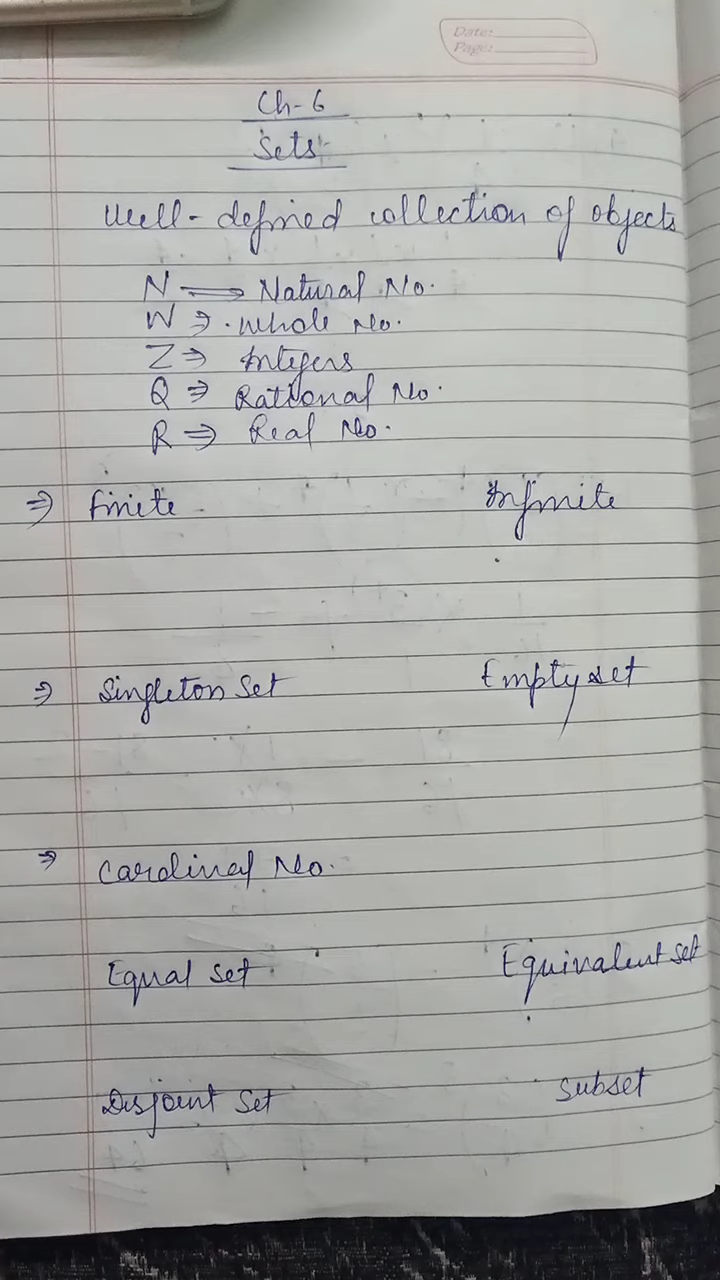 Date:
Page:
Ch-6
Sets:
Well-defined collection of objects
N ⟹ Natural No.
W ⇒ Whole No.
Z ⇒ Integers
Q ⇒ Rational No.
R ⇒ Real No.
⇒ finite Infinite
⇒ Singleton Set Empty set
⇒ Cardinal No.
Equal set Equivalent set
Disjoint Set Subset